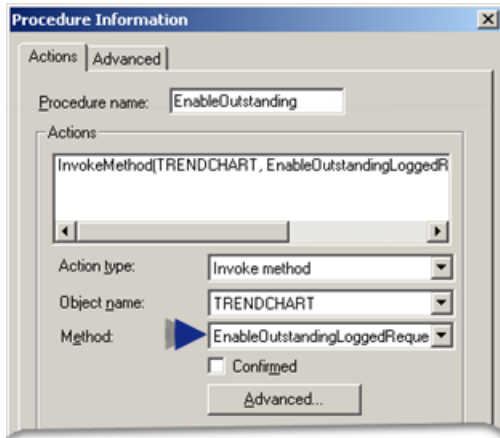 Procedure Information
Actions Advanced
Procedure name: EnableOutstanding
Actions
InvokeMethod(TRENDCHART, EnableOutstandingLoggedR
Action type: Invoke method
Object name: TRENDCHART
Method: EnableOutstandingLoggedReque
Confirmed
Advanced...